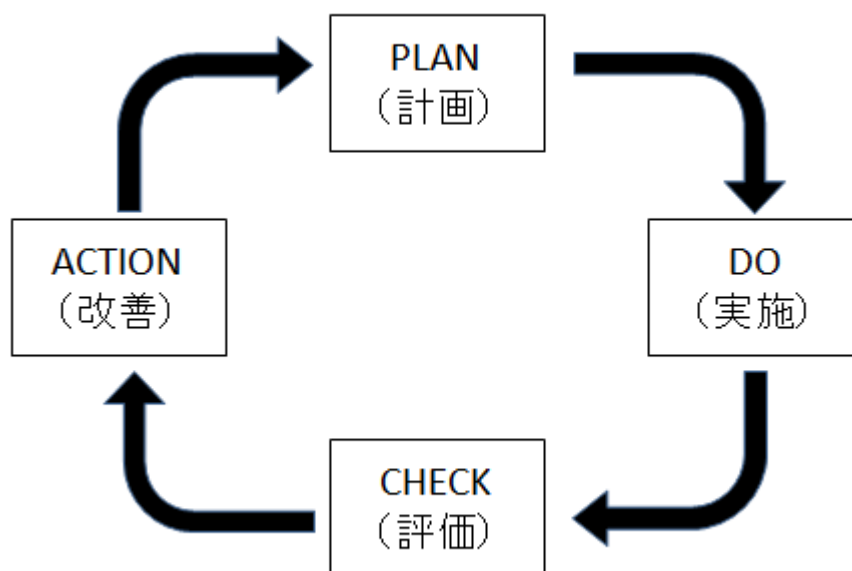 PLAN
（計画）
DO
（実施）
CHECK
（評価）
ACTION
（改善）